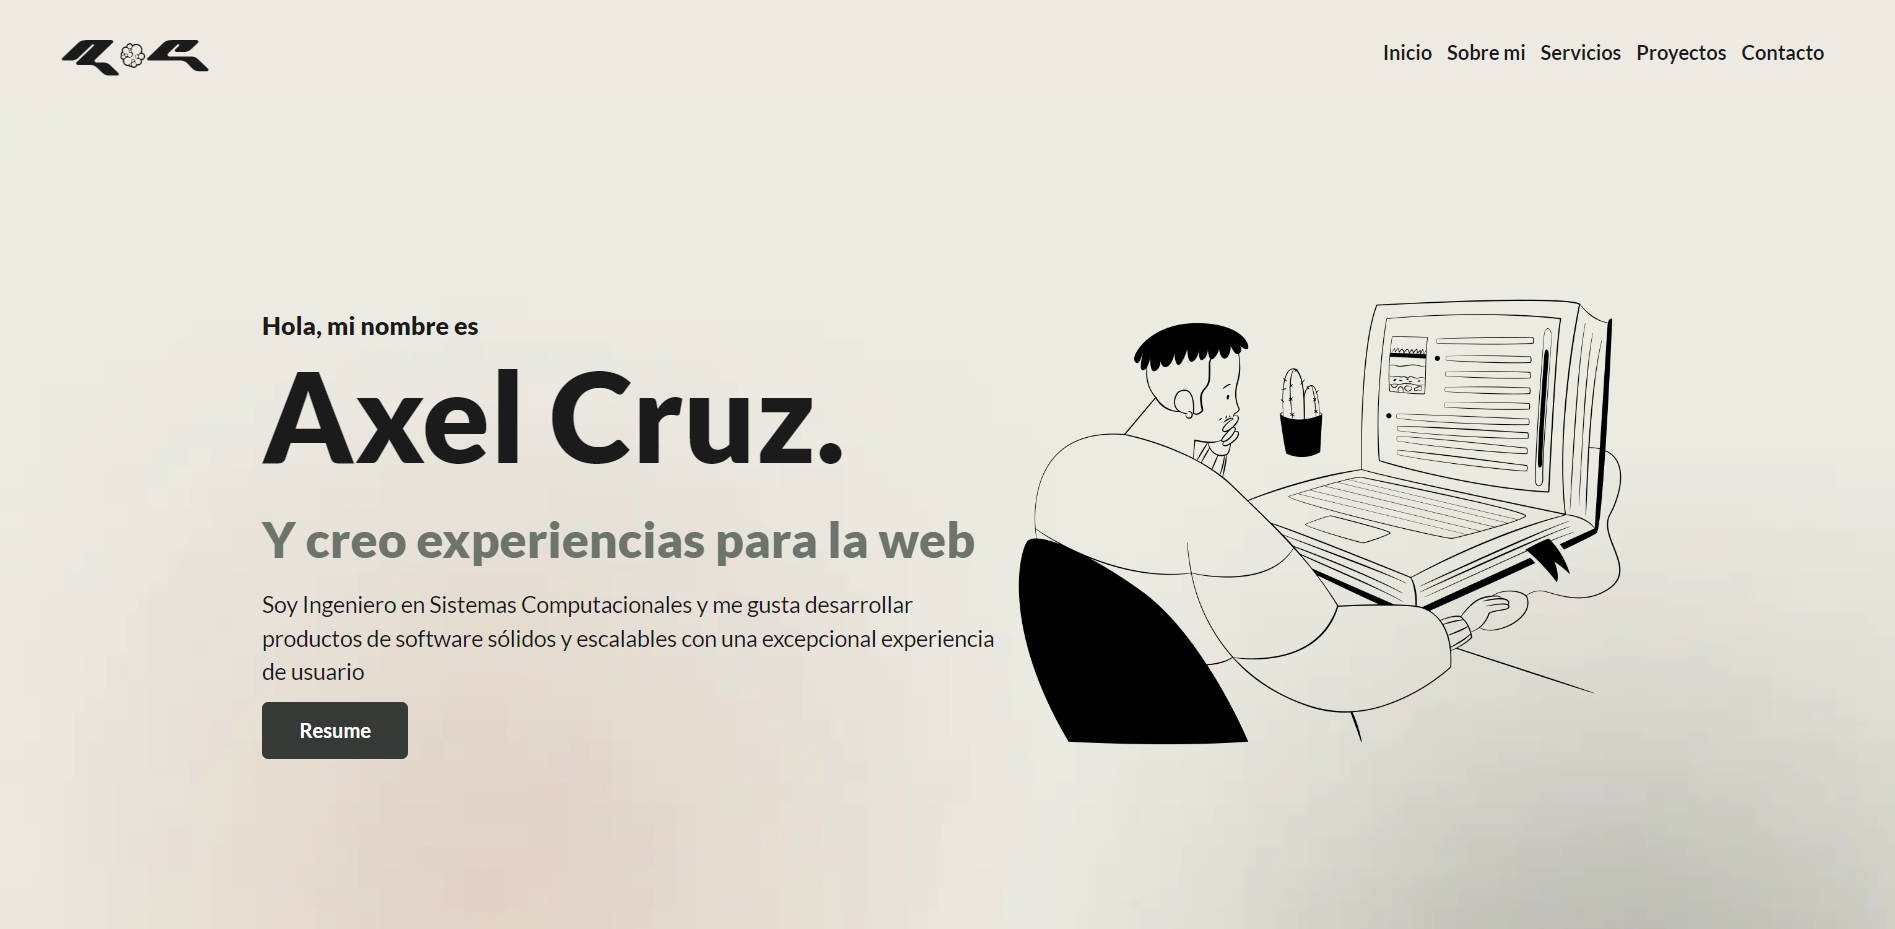 Inicio Sobre mi Servicios Proyectos Contacto
Hola, mi nombre es
Axel Cruz.
Y creo experiencias para la web
Soy Ingeniero en Sistemas Computacionales y me gusta desarrollar
productos de software sólidos y escalables con una excepcional experiencia
de usuario
Resume